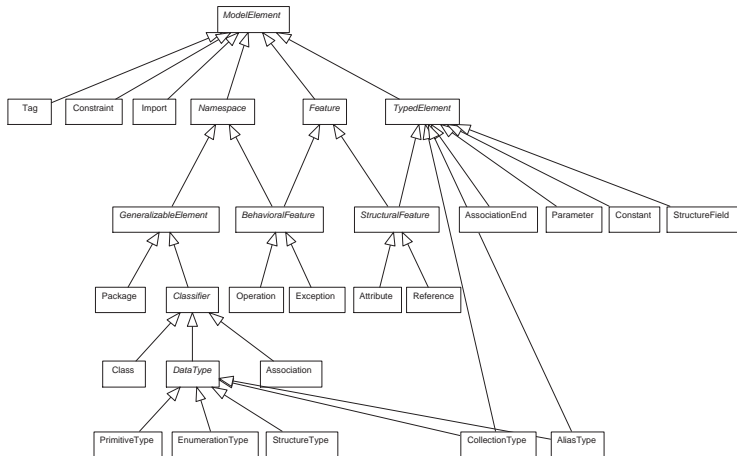 ModelElement
Tag
Constraint
Import
Namespace
Feature
TypedElement
GeneralizableElement
BehavioralFeature
StructuralFeature
AssociationEnd
Parameter
Constant
StructureField
Package
Classifier
Operation
Exception
Attribute
Reference
Class
DataType
Association
PrimitiveType
EnumerationType
StructureType
CollectionType
AliasType